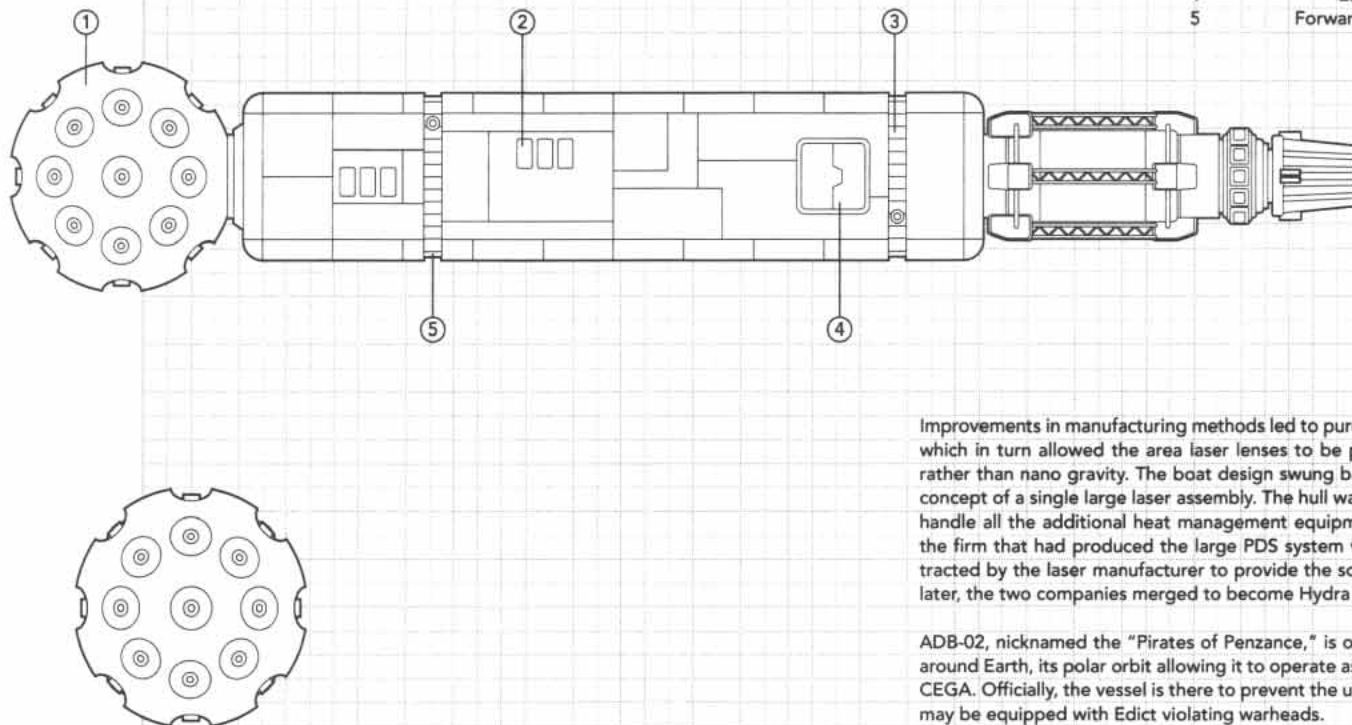 5 Forwar
1
2
3
5
4
Improvements in manufacturing methods led to pur
which in turn allowed the area laser lenses to be p
rather than nano gravity. The boat design swung b
concept of a single large laser assembly. The hull wa
handle all the additional heat management equipm
the firm that had produced the large PDS system
tracted by the laser manufacturer to provide the so
later, the two companies merged to become Hydra
ADB-02, nicknamed the "Pirates of Penzance," is o
around Earth, its polar orbit allowing it to operate as
CEGA. Officially, the vessel is there to prevent the u
may be equipped with Edict violating warheads.